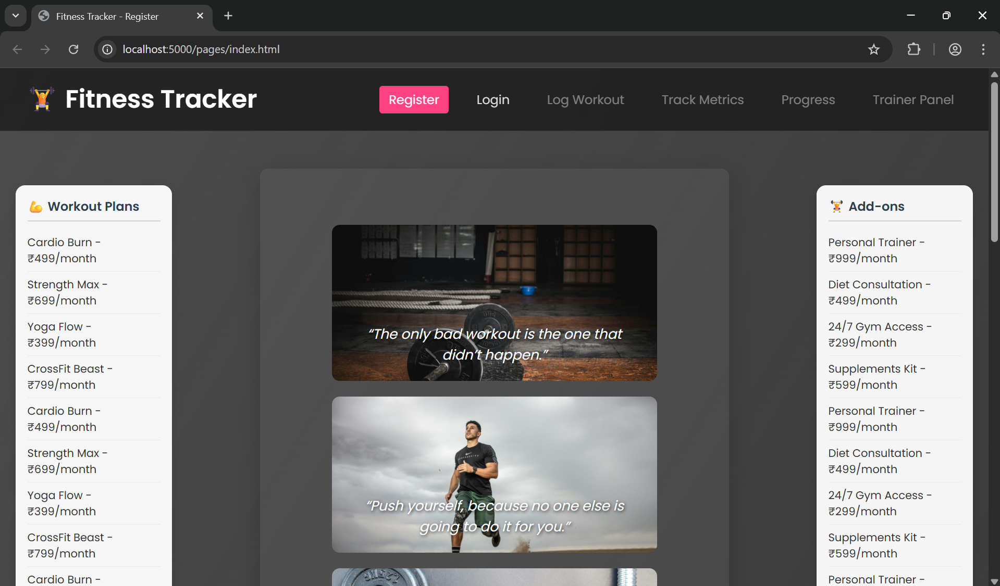 Fitness Tracker - Register
localhost:5000/pages/index.html
Fitness Tracker
Register
Login
Log Workout
Track Metrics
Progress
Trainer Panel
Workout Plans
Cardio Burn -
₹499/month
Strength Max -
₹699/month
Yoga Flow -
₹399/month
CrossFit Beast -
₹799/month
Cardio Burn -
₹499/month
Strength Max -
₹699/month
Yoga Flow -
₹399/month
CrossFit Beast -
₹799/month
Cardio Burn -
“The only bad workout is the one that
didn’t happen.”
“Push yourself, because no one else is
going to do it for you.”
Add-ons
Personal Trainer -
₹999/month
Diet Consultation -
₹499/month
24/7 Gym Access -
₹299/month
Supplements Kit -
₹599/month
Personal Trainer -
₹999/month
Diet Consultation -
₹499/month
24/7 Gym Access -
₹299/month
Supplements Kit -
₹599/month
Personal Trainer -